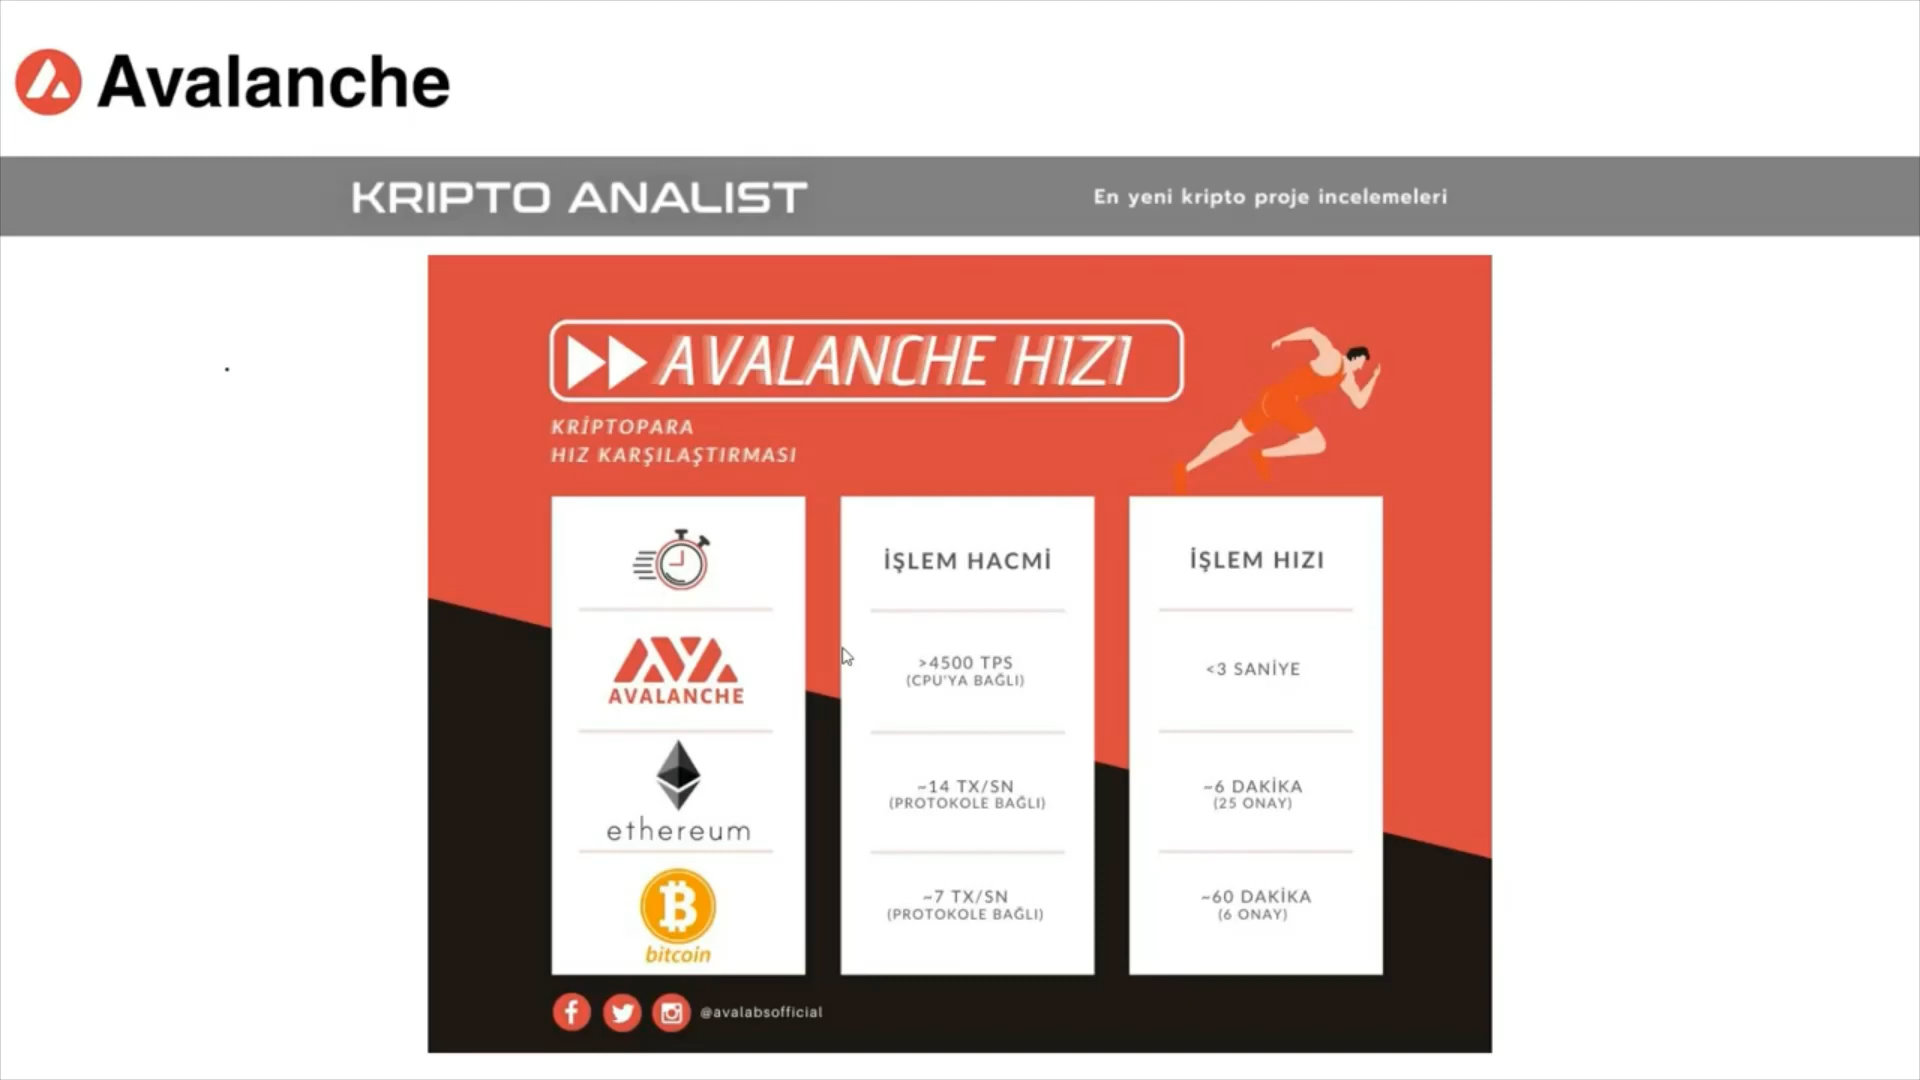 Avalanche
KRIPTO ANALIST
En yeni kripto proje incelemeleri
AVALANCHE HIZI
KRİPTOPARA
HIZ KARŞILAŞTIRMASI
İŞLEM HACMİ
İŞLEM HIZI
AVALANCHE
>4500 TPS
(CPU'YA BAĞLI)
<3 SANİYE
ethereum
~14 TX/SN
(PROTOKOLE BAĞLI)
~6 DAKİKA
(25 ONAY)
bitcoin
~7 TX/SN
(PROTOKOLE BAĞLI)
~60 DAKİKA
(6 ONAY)
@avalabsofficial